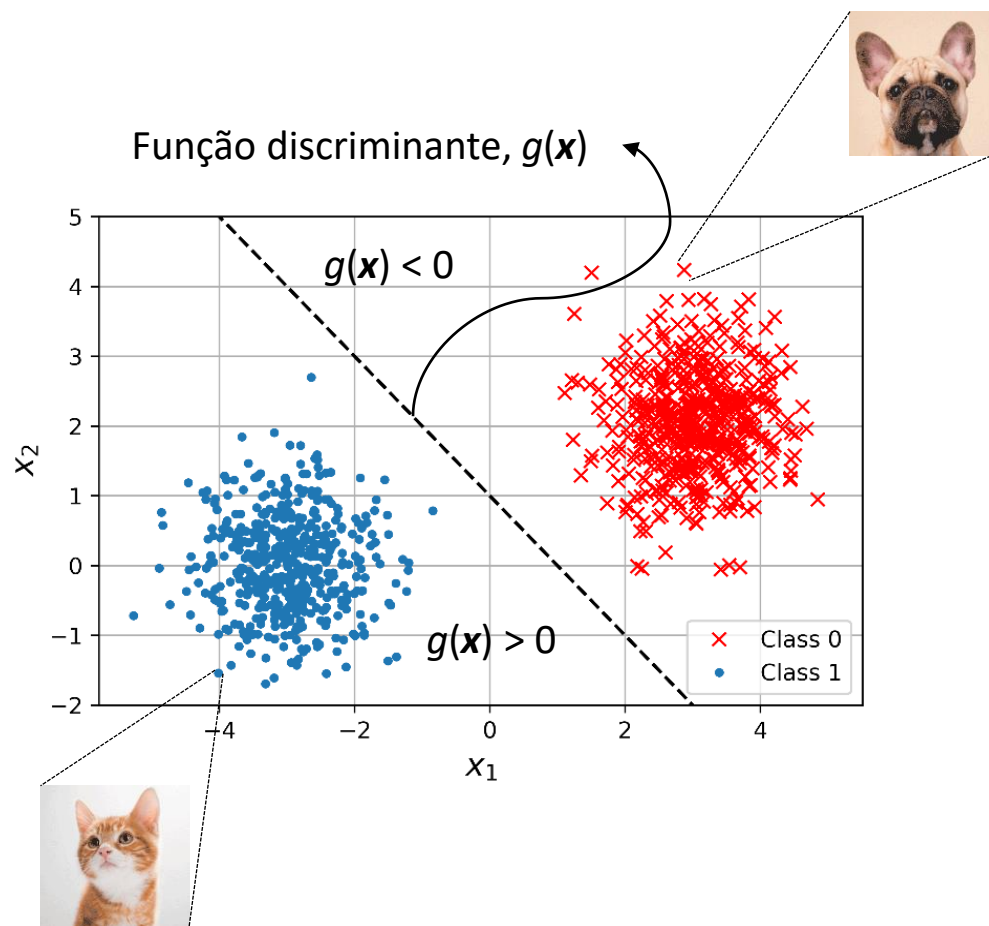 Função discriminante, g(x)
5
4
3
2
1
0
−1
−2
x2
g(x) < 0
g(x) > 0
Class 0
Class 1
−4 −2 0 2 4
x1